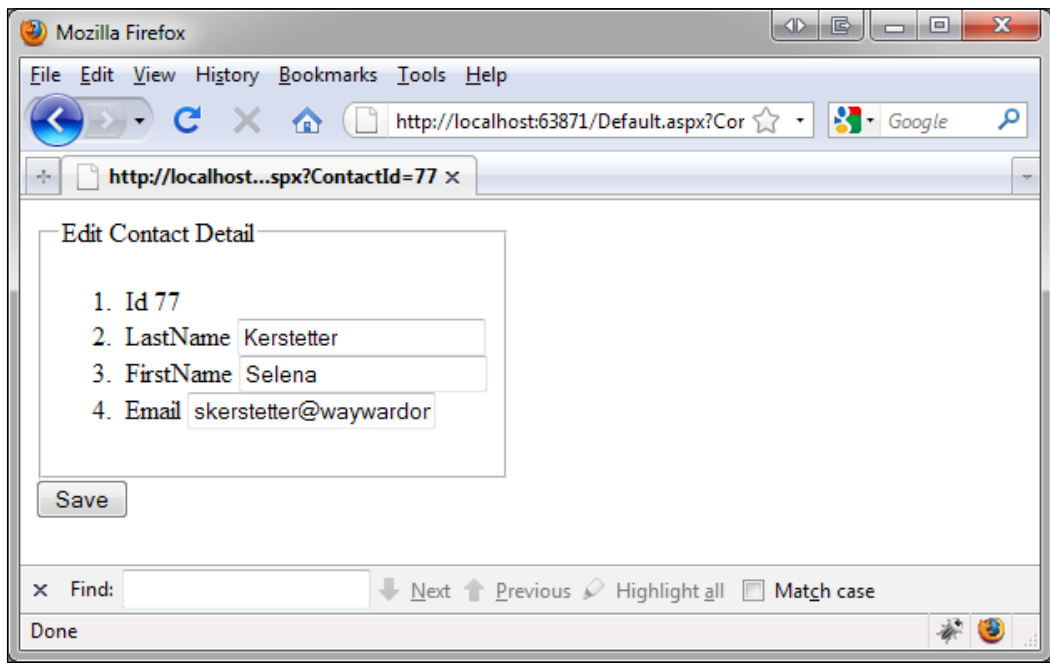 Mozilla Firefox
File Edit View History Bookmarks Tools Help
http://localhost:63871/Default.aspx?Cor Google
http://localhost...spx?ContactId=77
Edit Contact Detail
1. Id 77
2. LastName Kerstetter
3. FirstName Selena
4. Email skerstetter@waywardor
Save
Find: Next Previous Highlight all Match case
Done